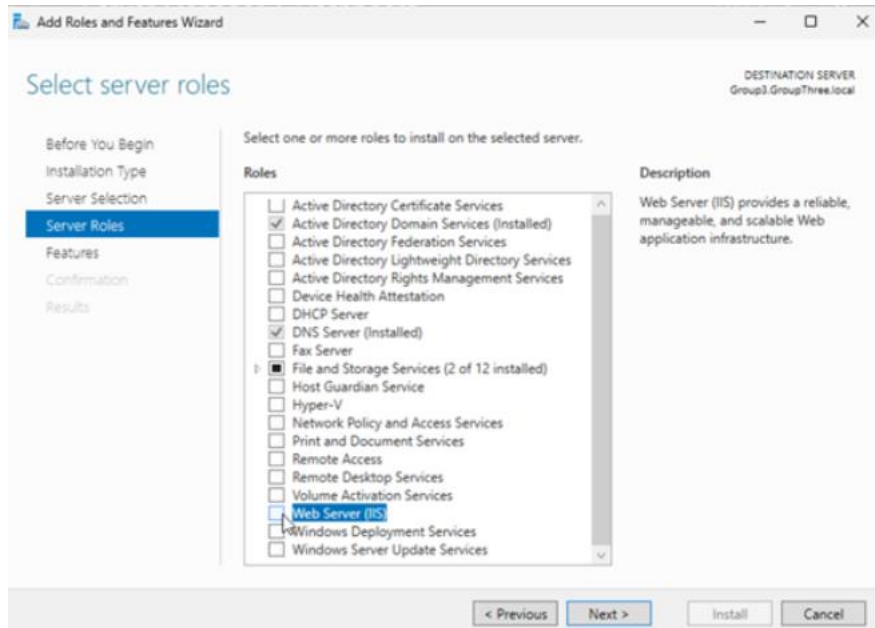 Add Roles and Features Wizard
Select server roles
DESTINATION SERVER
Group3.GroupThree.local
Before You Begin
Installation Type
Server Selection
Server Roles
Features
Confirmation
Results
Select one or more roles to install on the selected server.
Roles
Active Directory Certificate Services
Active Directory Domain Services (Installed)
Active Directory Federation Services
Active Directory Lightweight Directory Services
Active Directory Rights Management Services
Device Health Attestation
DHCP Server
DNS Server (Installed)
Fax Server
File and Storage Services (2 of 12 installed)
Host Guardian Service
Hyper-V
Network Policy and Access Services
Print and Document Services
Remote Access
Remote Desktop Services
Volume Activation Services
Web Server (IIS)
Windows Deployment Services
Windows Server Update Services
Description
Web Server (IIS) provides a reliable,
manageable, and scalable Web
application infrastructure.
< Previous
Next >
Install
Cancel